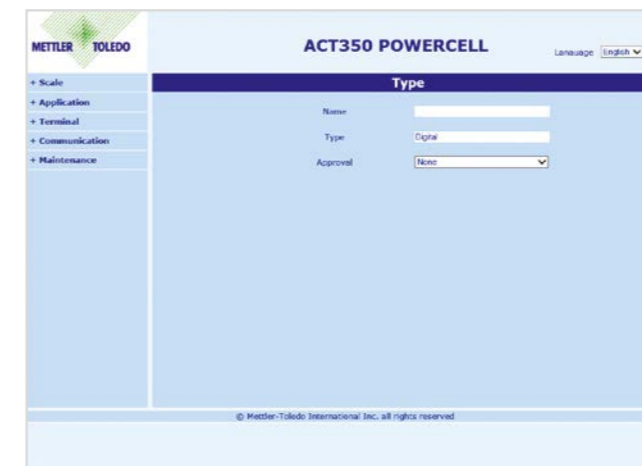 METTLER TOLEDO
ACT350 POWERCELL
Language English
+ Scale
+ Application
+ Terminal
+ Communication
+ Maintenance
Type
Name
Type Digital
Approval None
© Mettler-Toledo International Inc. all rights reserved